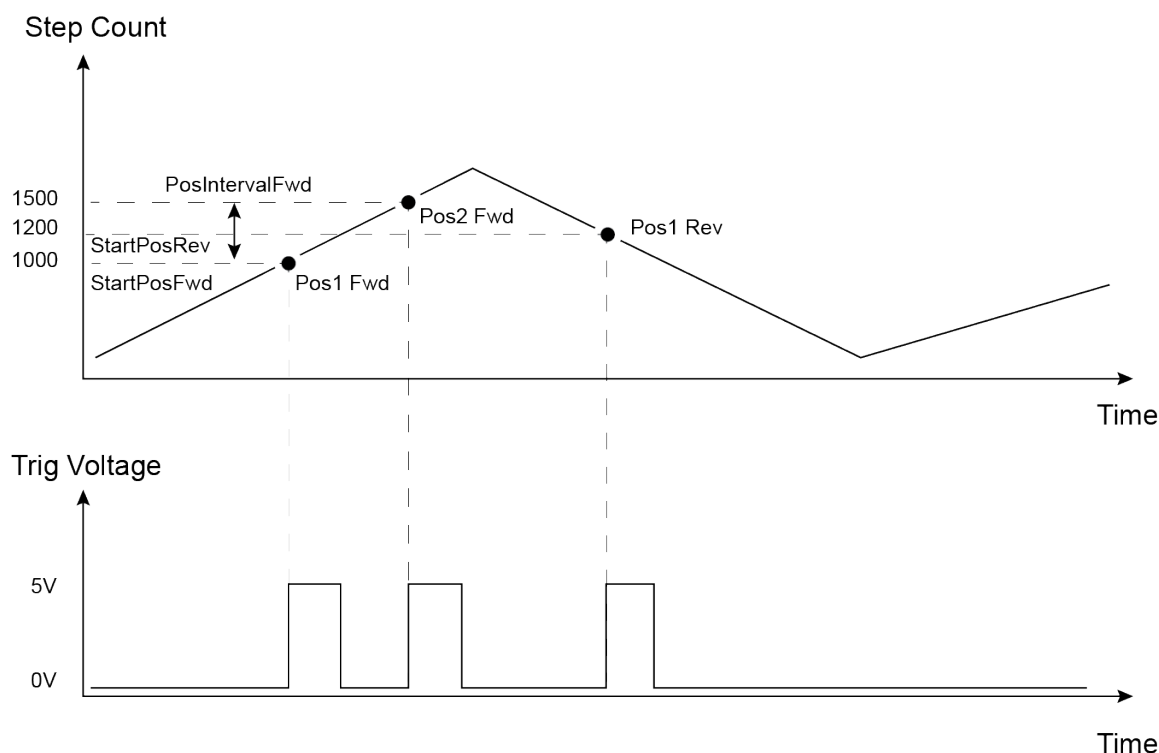 Step Count
PosIntervalFwd
1500
Pos2 Fwd
1200
Pos1 Rev
StartPosRev
1000
StartPosFwd
Pos1 Fwd
Time
Trig Voltage
5V
0V
Time